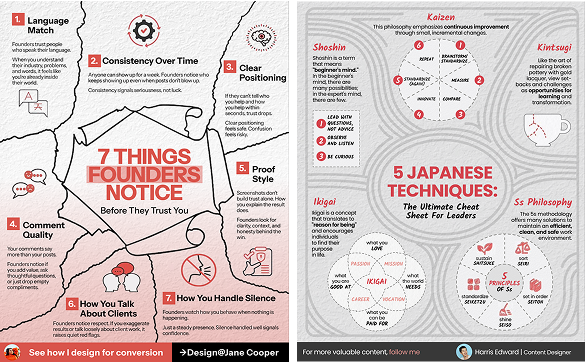 1.
Language
Match
Founders trust people
who speak their language.
When you understand
their industry, problems,
and words, it feels like
you're already inside
their world.
2.
Consistency Over Time
Anyone can show up for a week. Founders notice who
keeps showing up even when posts don't blow up.
Consistency signals seriousness, not luck.
3.
Clear
Positioning
If they can't tell who
you help and how
you help within
seconds, trust drops.
Clear positioning
feels safe. Confusion
feels risky.
7 THINGS
FOUNDERS
NOTICE
Before They Trust You
4.
Comment
Quality
Your comments say
more than your posts.
Founders notice if
you add value, ask
thoughtful questions,
or just drop empty
compliments.
5.
Proof
Style
Screenshots don't
build trust alone. How
you explain the result
does.
Founders look for
clarity, context, and
honesty behind the
win.
6.
How You Talk
About Clients
Founders notice respect. If you exaggerate
results or talk loosely about client work, it
raises quiet red flags.
7.
How You Handle Silence
Founders watch how you behave when nothing is
happening.
Just a steady presence. Silence handled well signals
confidence.
See how I design for conversion
→Design@Jane Cooper
Kaizen
This philosophy emphasizes continuous improvement
through small, incremental changes.
6
1
REPEAT
BRAINSTORM/
STANDARDIZE
5
STANDARDIZE
(AGAIN)
MEASURE
2
INNOVATE
COMPARE
4
3
Shoshin
Shoshin is a term
that means
"beginner's mind."
In the beginner's
mind, there are
many possibilities;
in the expert's mind,
there are few.
1
LEAD WITH
QUESTIONS,
NOT ADVICE
2
OBSERVE AND
LISTEN
3
BE CURIOUS
Kintsugi
Like the art of
repairing broken
pottery with gold
lacquer, view set-
backs and challenges
as opportunities for
learning and
transformation.
5 JAPANESE
TECHNIQUES:
The Ultimate Cheat
Sheet For Leaders
Ikigai
Ikigai is a concept
that translates to
"reason for being"
and encourages
individuals
to find their
purpose
in life.
what you
LOVE
PASSION
MISSION
what you
are
GOOD AT
IKIGAI
what the
world
NEEDS
CAREER
VOCATION
what you
can be
PAID FOR
5s Philosophy
The 5s methodology
offers many solutions to
maintain an efficient,
clean, and safe work
environment.
sustain
SHITSUKE
sort
SEIRI
5
PRINCIPLES
OF 5s
standardize
SEIKETSU
set in order
SEITON
shine
SEISO
For more valuable content, follow me
Harris Edward | Content Designer